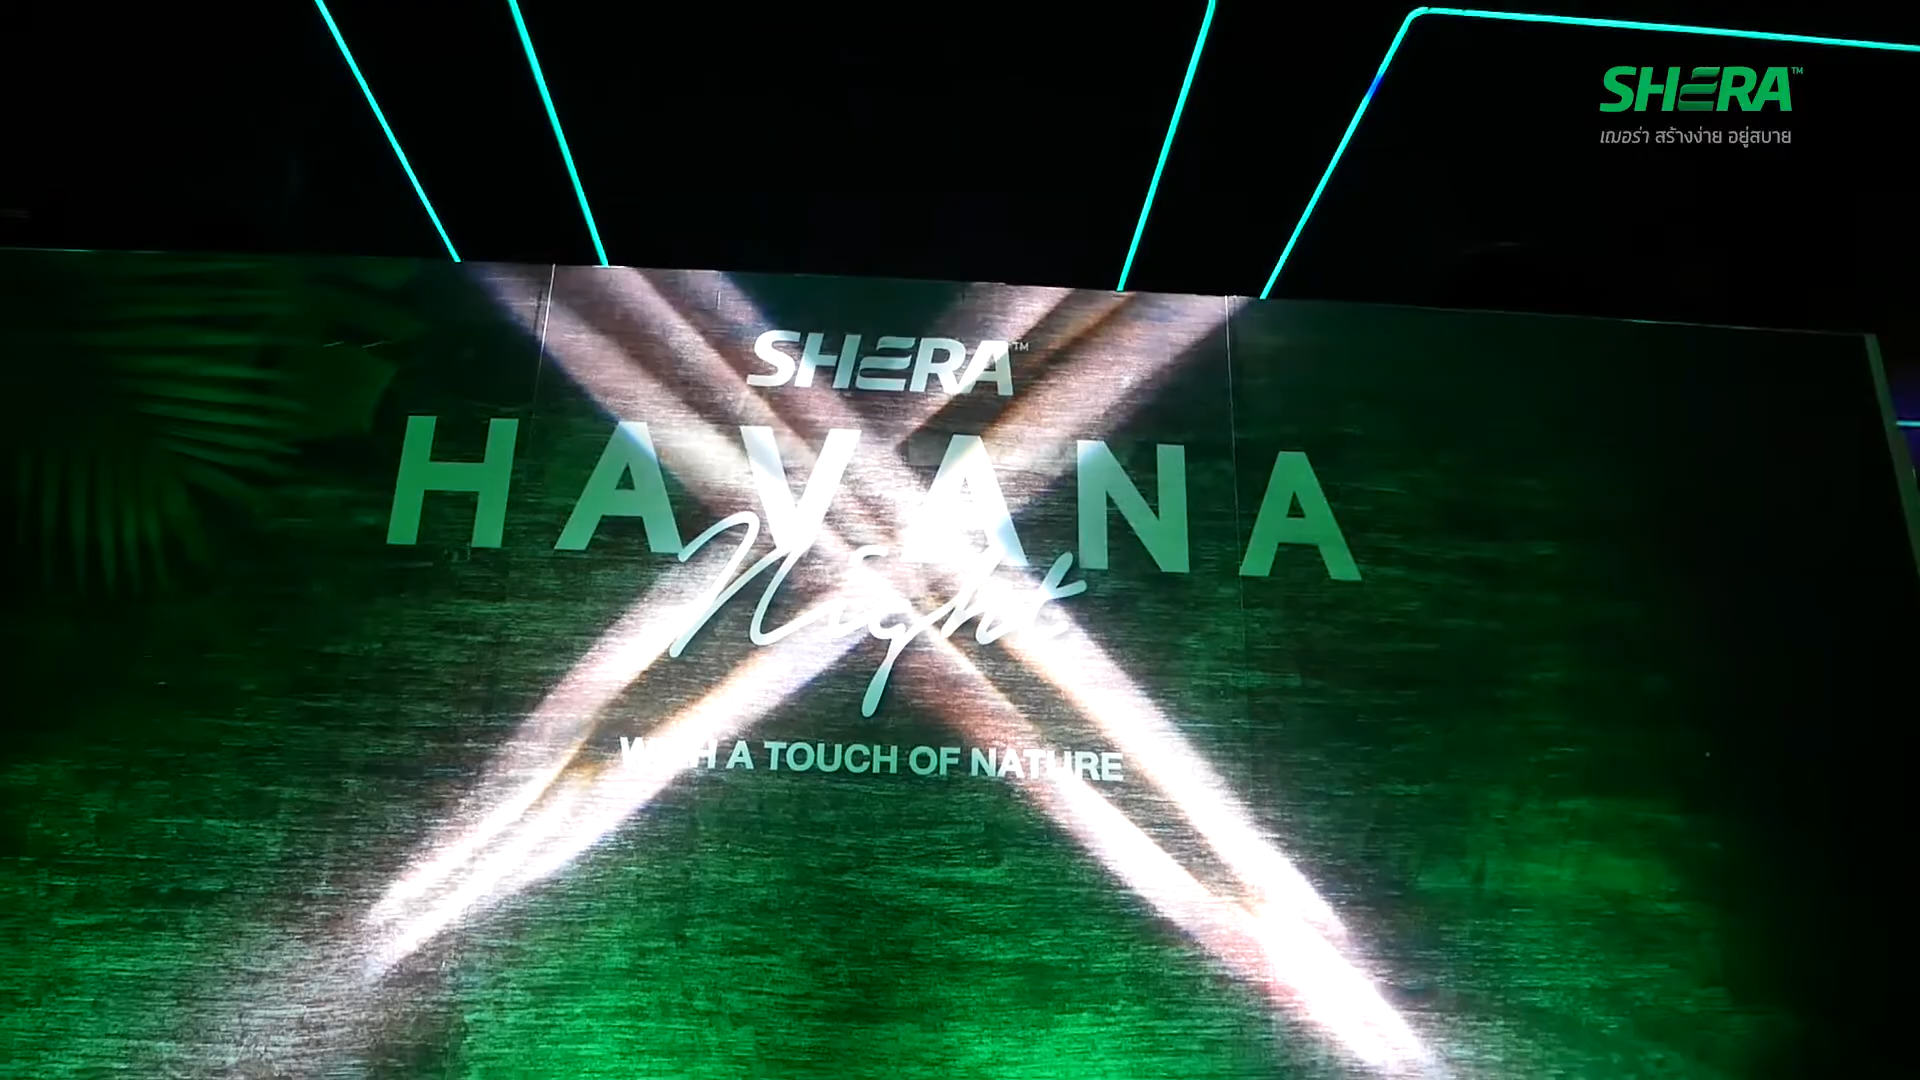 SHERA™
เฌอร่า สร้างง่าย อยู่สบาย
SHERA™
HAVANA
Night
WITH A TOUCH OF NATURE